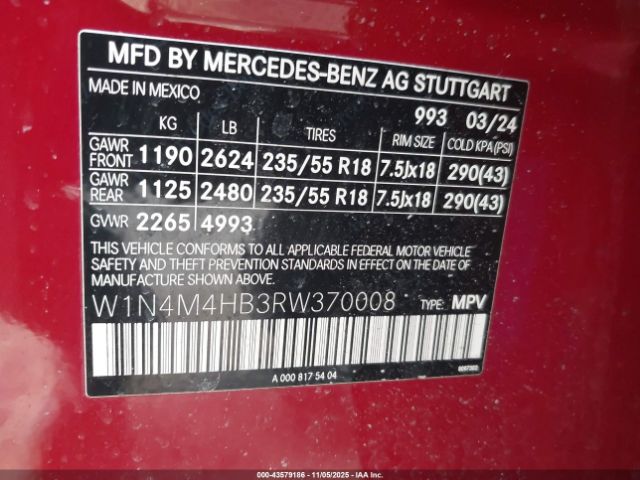 MFD BY MERCEDES-BENZ AG STUTTGART
MADE IN MEXICO 993 03/24
KG LB TIRES RIM SIZE COLD KPA(PSI)
GAWR FRONT 1190 2624 235/55 R18 7.5Jx18 290(43)
GAWR REAR 1125 2480 235/55 R18 7.5Jx18 290(43)
GVWR 2265 4993
THIS VEHICLE CONFORMS TO ALL APPLICABLE FEDERAL MOTOR VEHICLE
SAFETY AND THEFT PREVENTION STANDARDS IN EFFECT ON THE DATE OF
MANUFACTURE SHOWN ABOVE.
W1N4M4HB3RW370008 TYPE: MPV
A 000 817 54 04
000-43579186 - 11/05/2025 - Copyright IAA, LLC.